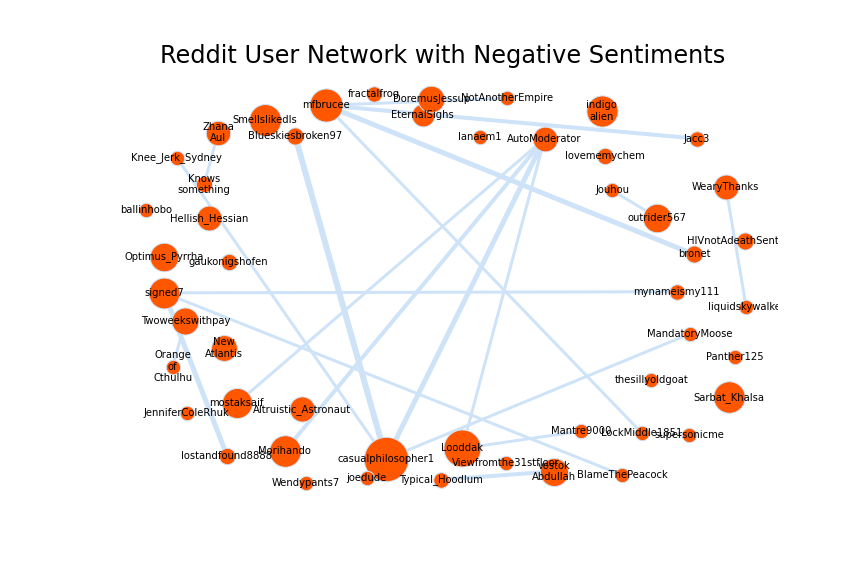 Reddit User Network with Negative Sentiments
fractalfrog
DoremusJessup
NotAnotherEmpire
mfbrucee
indigo
alien
Smellslikedls
EternalSighs
Zhana
Aul
Blueskiesbroken97
lanaem1
AutoModerator
Jacc3
Knee_Jerk_Sydney
lovememychem
Knows
something
Jouhou
WearyThanks
ballinhobo
Hellish_Hessian
outrider567
HIVnotAdeathSent
Optimus_Pyrrha
gaukonigshofen
bronet
signed7
mynameismy111
liquidskywalke
Twoweekswithpay
MandatoryMoose
New
Atlantis
Orange
of
Cthulhu
Panther125
thesillyoldgoat
mostaksaif
Sarbat_Khalsa
JenniferColeRhuk
Altruistic_Astronaut
Mantre9000
LockMiddle1851
supersonicme
Looddak
lostandfound8888
Marihando
casualphilosopher1
Viewfromthe31stfloor
vostok
Abdullah
Wendypants7
joedude
Typical_Hoodlum
BlameThePeacock